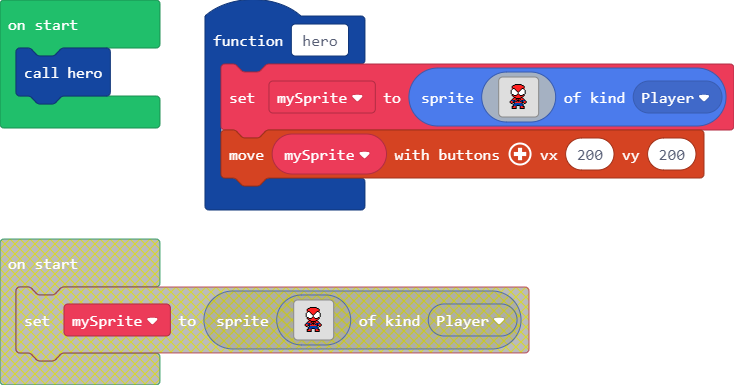 on start
call hero
function hero
set mySprite to sprite of kind Player
move mySprite with buttons vx 200 vy 200
on start
set mySprite to sprite of kind Player